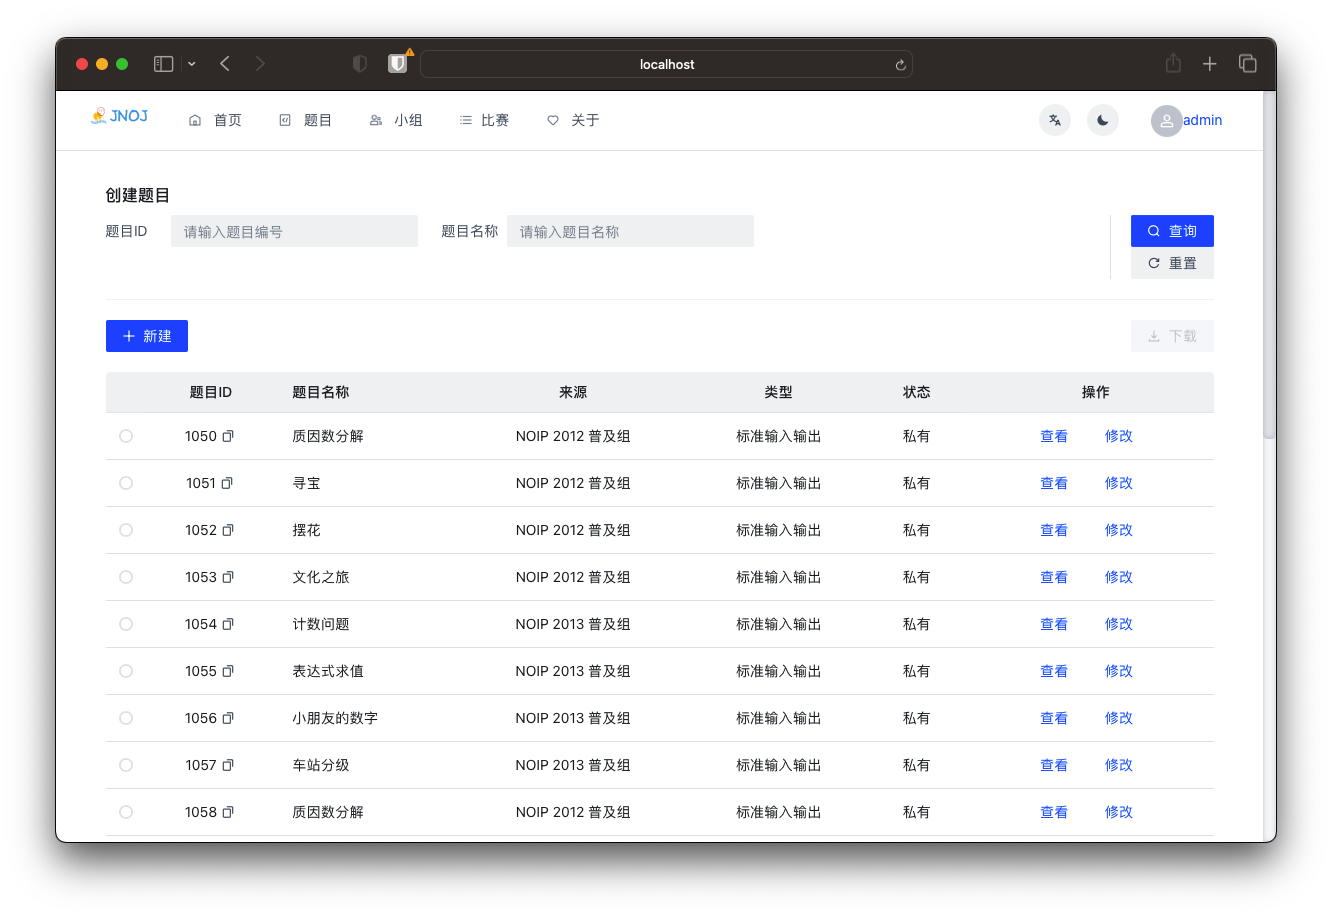 localhost
JNOJ 首页 题目 小组 比赛 关于 admin
创建题目
题目ID 请输入题目编号 题目名称 请输入题目名称 查询
重置
新建 下载
题目ID 题目名称 来源 类型 状态 操作
1050 质因数分解 NOIP 2012 普及组 标准输入输出 私有 查看 修改
1051 寻宝 NOIP 2012 普及组 标准输入输出 私有 查看 修改
1052 摆花 NOIP 2012 普及组 标准输入输出 私有 查看 修改
1053 文化之旅 NOIP 2012 普及组 标准输入输出 私有 查看 修改
1054 计数问题 NOIP 2013 普及组 标准输入输出 私有 查看 修改
1055 表达式求值 NOIP 2013 普及组 标准输入输出 私有 查看 修改
1056 小朋友的数字 NOIP 2013 普及组 标准输入输出 私有 查看 修改
1057 车站分级 NOIP 2013 普及组 标准输入输出 私有 查看 修改
1058 质因数分解 NOIP 2012 普及组 标准输入输出 私有 查看 修改